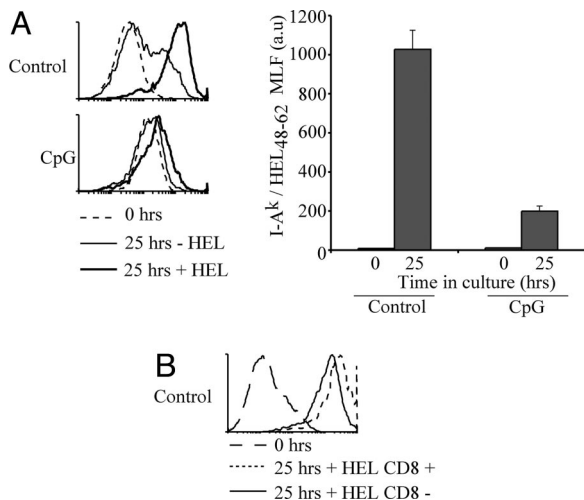 A
Control
CpG
0 hrs
25 hrs - HEL
25 hrs + HEL
I-Aᵏ / HEL₄₈₋₆₂ MLF (a.u)
1200
1000
800
600
400
200
0
0 25 0 25
Time in culture (hrs)
Control CpG
B
Control
0 hrs
25 hrs + HEL CD8 +
25 hrs + HEL CD8 -